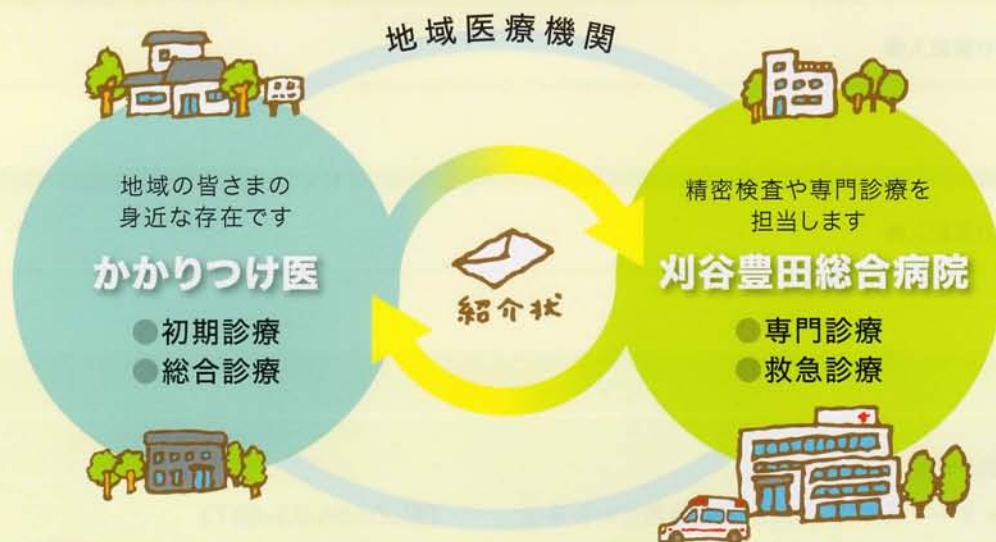 地域医療機関
地域の皆さまの
身近な存在です
かかりつけ医
●初期診療
●総合診療
紹介状
精密検査や専門診療を
担当します
刈谷豊田総合病院
●専門診療
●救急診療